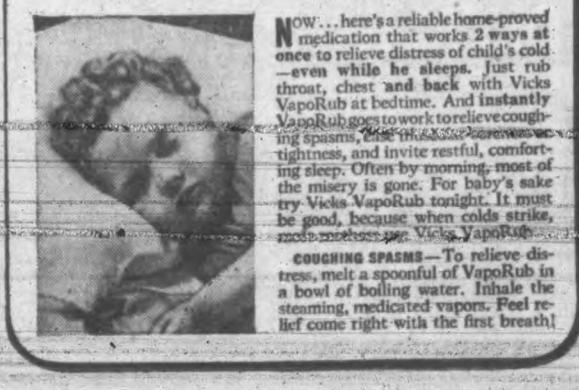 NOW... here's a reliable home-proved
medication that works 2 ways at
once to relieve distress of child's cold
—even while he sleeps. Just rub
throat, chest and back with Vicks
VapoRub at bedtime. And instantly
VapoRub goes to work to relieve cough-
ing spasms,
tightness, and invite restful, comfort-
ing sleep. Often by morning, most of
the misery is gone. For baby's sake
try Vicks VapoRub tonight. It must
be good, because when colds strike,
Vicks VapoRub
COUGHING SPASMS—To relieve dis-
tress, melt a spoonful of VapoRub in
a bowl of boiling water. Inhale the
steaming, medicated vapors. Feel re-
lief come right with the first breath!